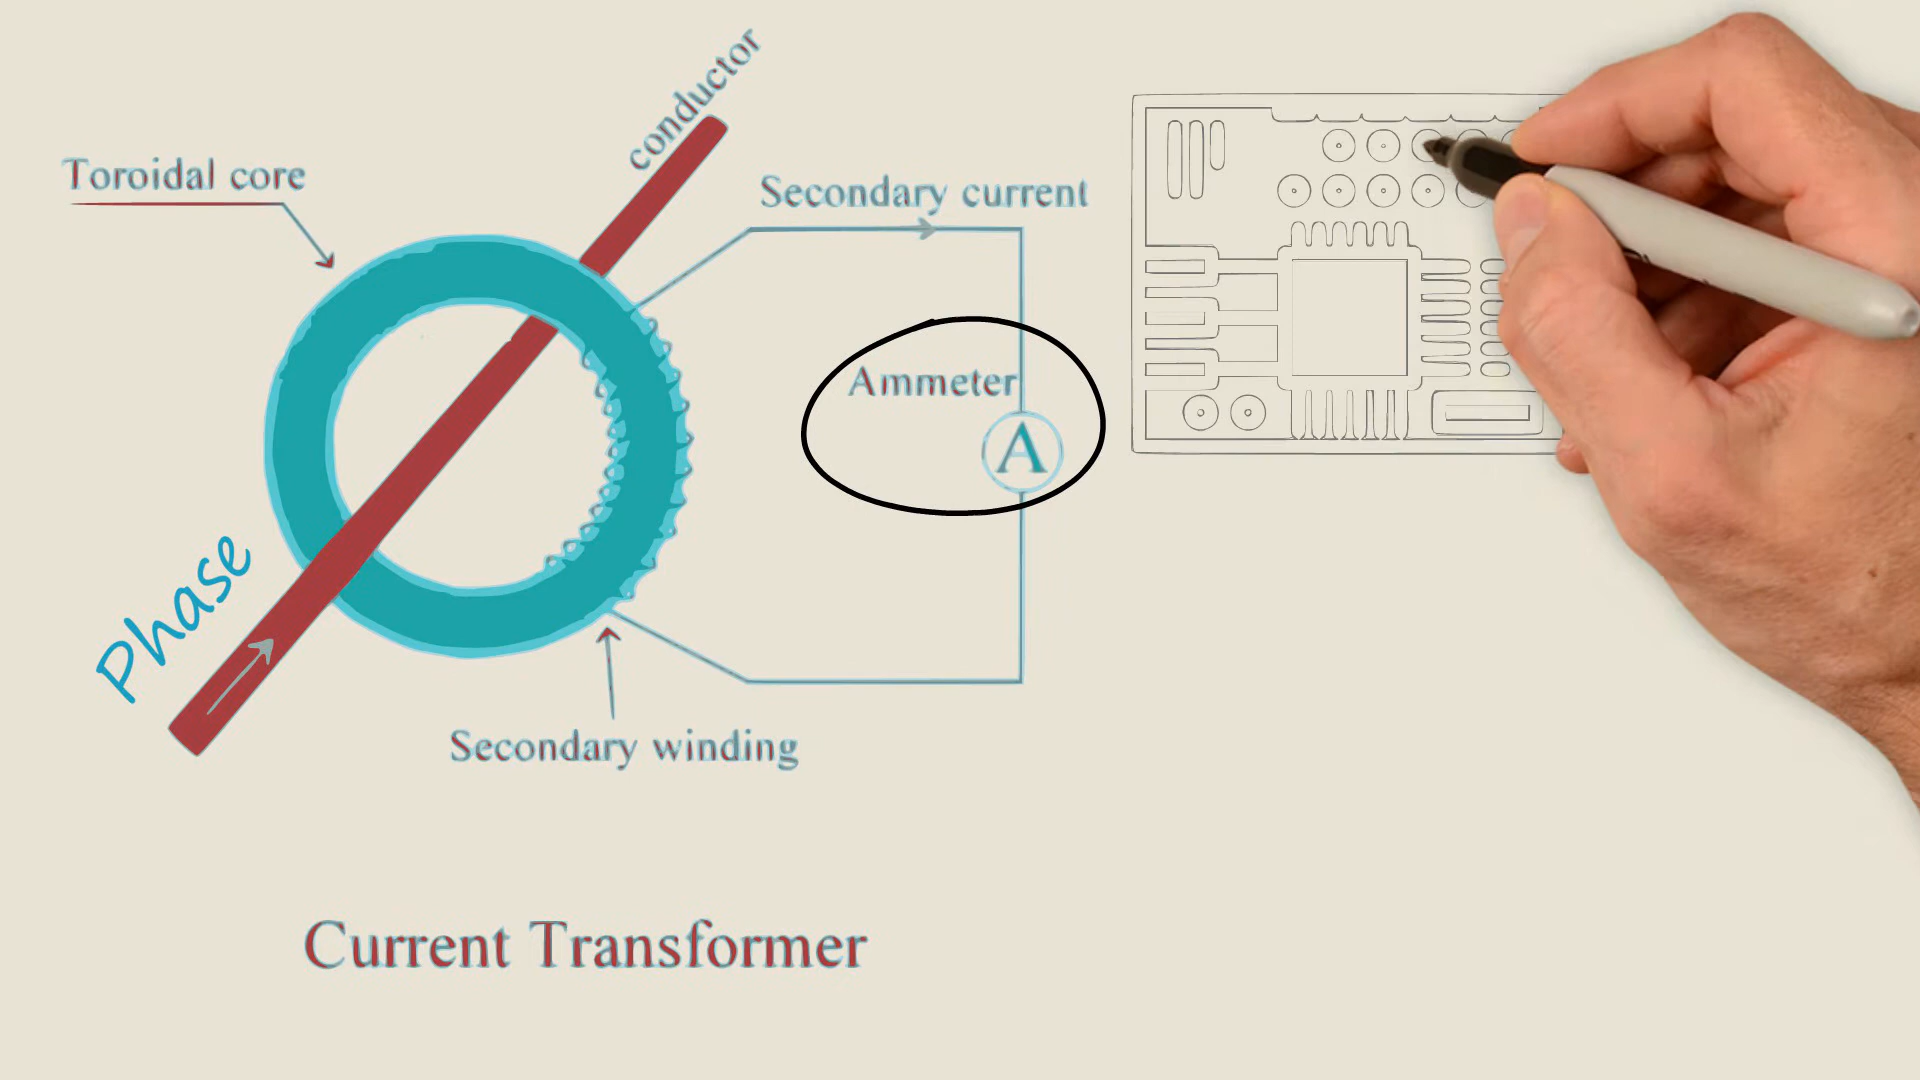 conductor
Toroidal core
Secondary current
Ammeter
A
Phase
Secondary winding
Current Transformer